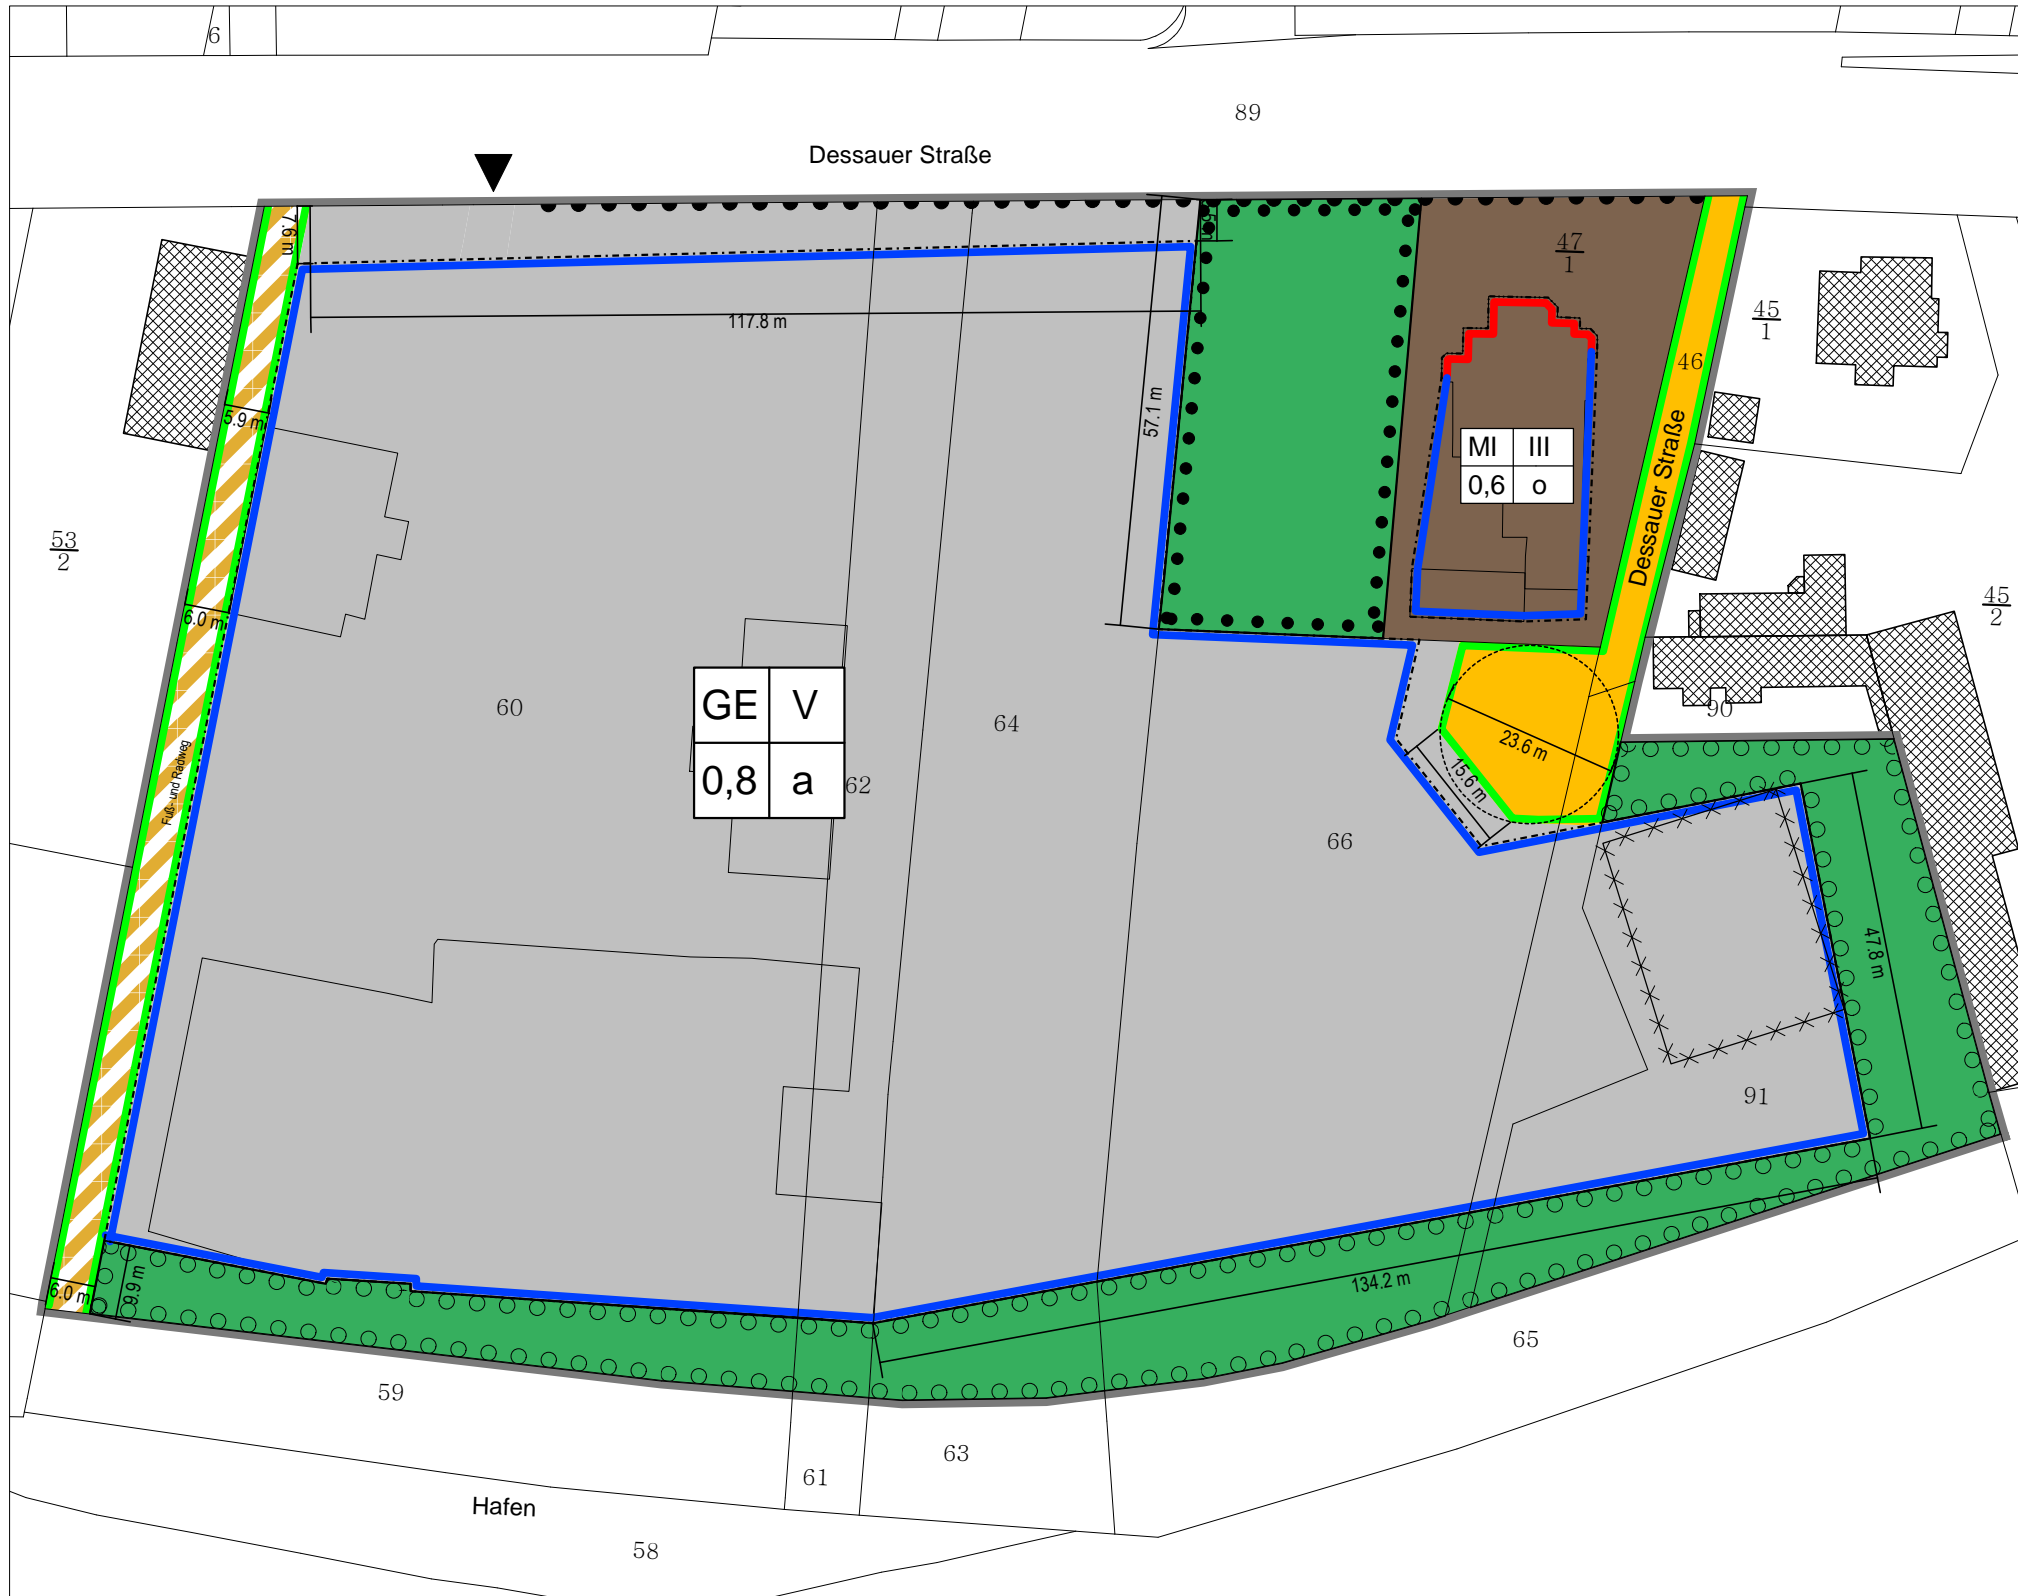 6
89
Dessauer Straße
7.6 m
47
1
45
1
46
117.8 m
57.1 m
5.9 m
MI III
0,6 o
Dessauer Straße
53
2
45
2
6.0 m
60
GE V
0,8 a
62
64
66
90
23.6 m
15.6 m
Fuß- und Radweg
47.8 m
91
6.0 m
9.9 m
134.2 m
65
59
63
61
Hafen
58